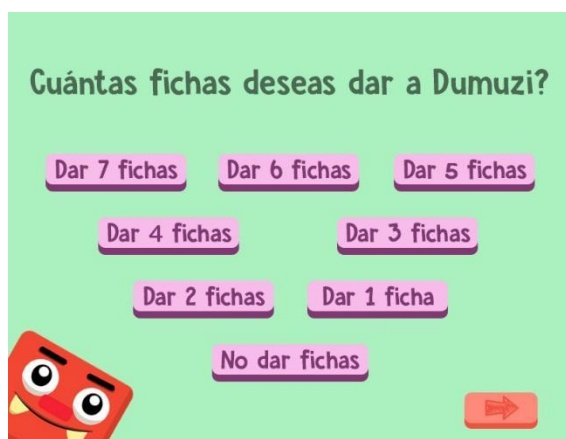 Cuántas fichas deseas dar a Dumuzi?
Dar 7 fichas
Dar 6 fichas
Dar 5 fichas
Dar 4 fichas
Dar 3 fichas
Dar 2 fichas
Dar 1 ficha
No dar fichas